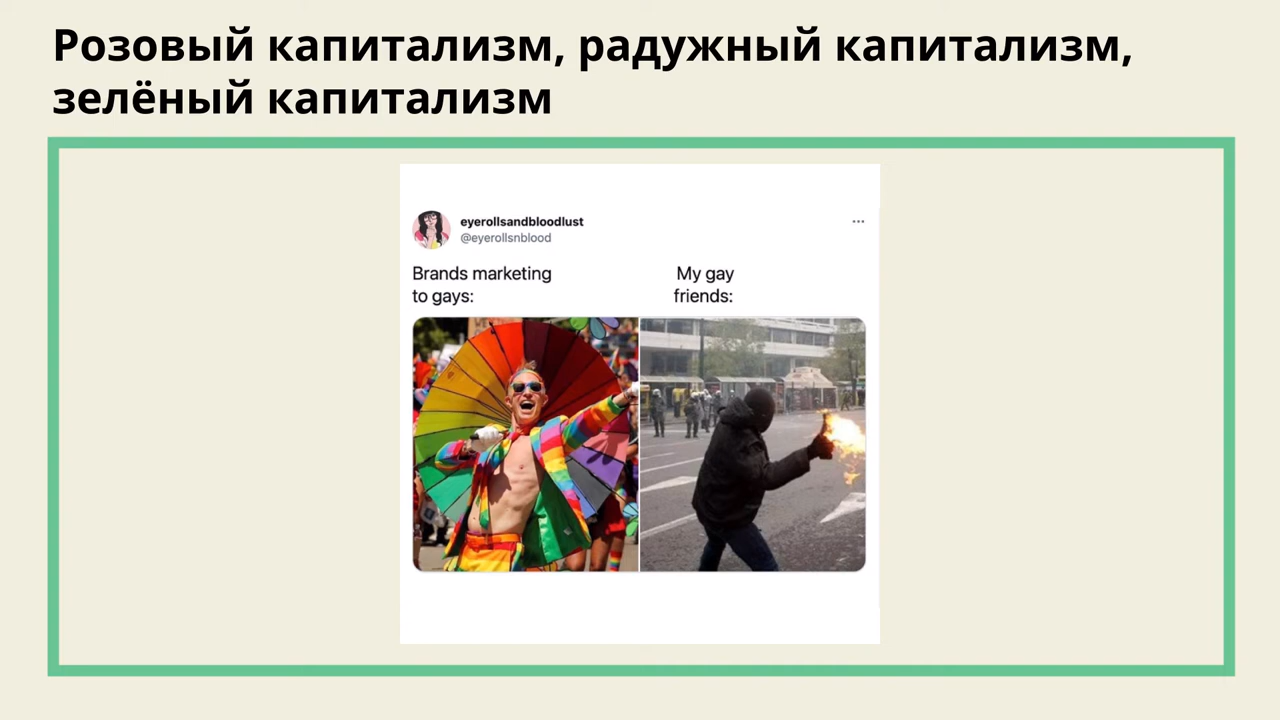 Розовый капитализм, радужный капитализм,
зелёный капитализм
eyerollsandbloodlust
@eyerollsnblood
Brands marketing
to gays:
My gay
friends: